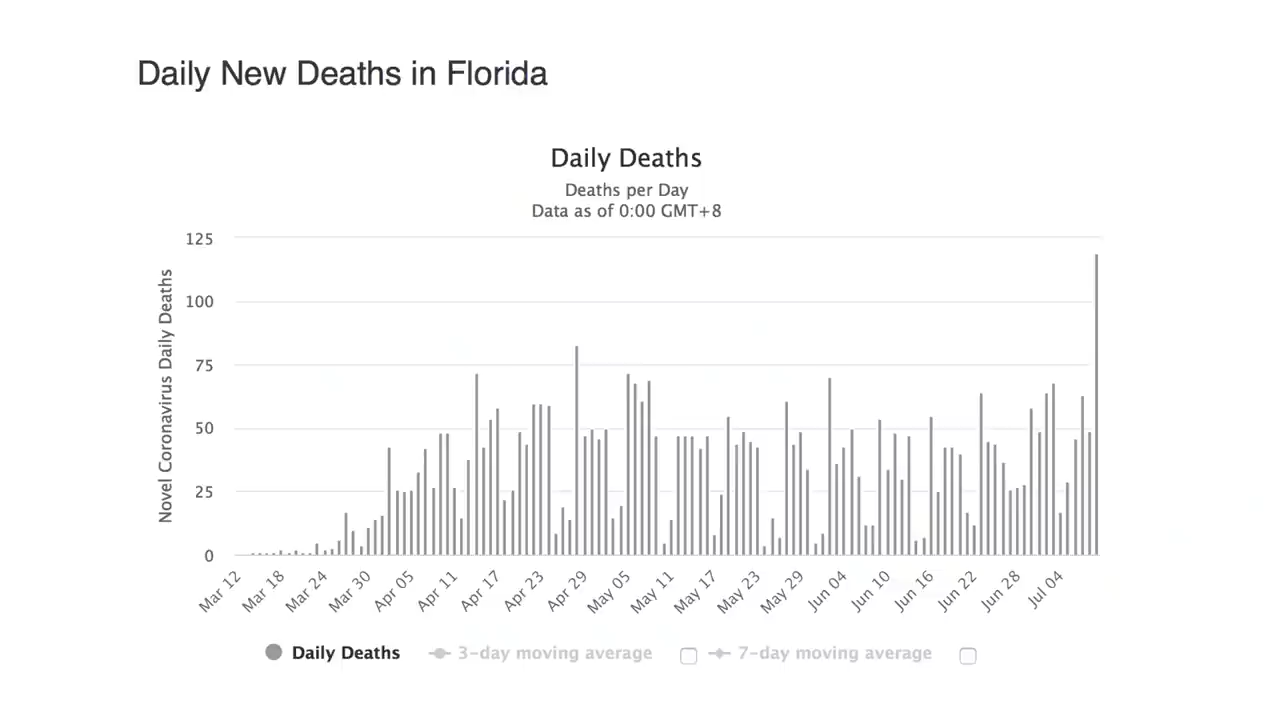 Daily New Deaths in Florida
Daily Deaths
Deaths per Day
Data as of 0:00 GMT+8
Novel Coronavirus Daily Deaths
125
100
75
50
25
0
Mar 12
Mar 18
Mar 24
Mar 30
Apr 05
Apr 11
Apr 17
Apr 23
Apr 29
May 05
May 11
May 17
May 23
May 29
Jun 04
Jun 10
Jun 16
Jun 22
Jun 28
Jul 04
Daily Deaths
3-day moving average
7-day moving average